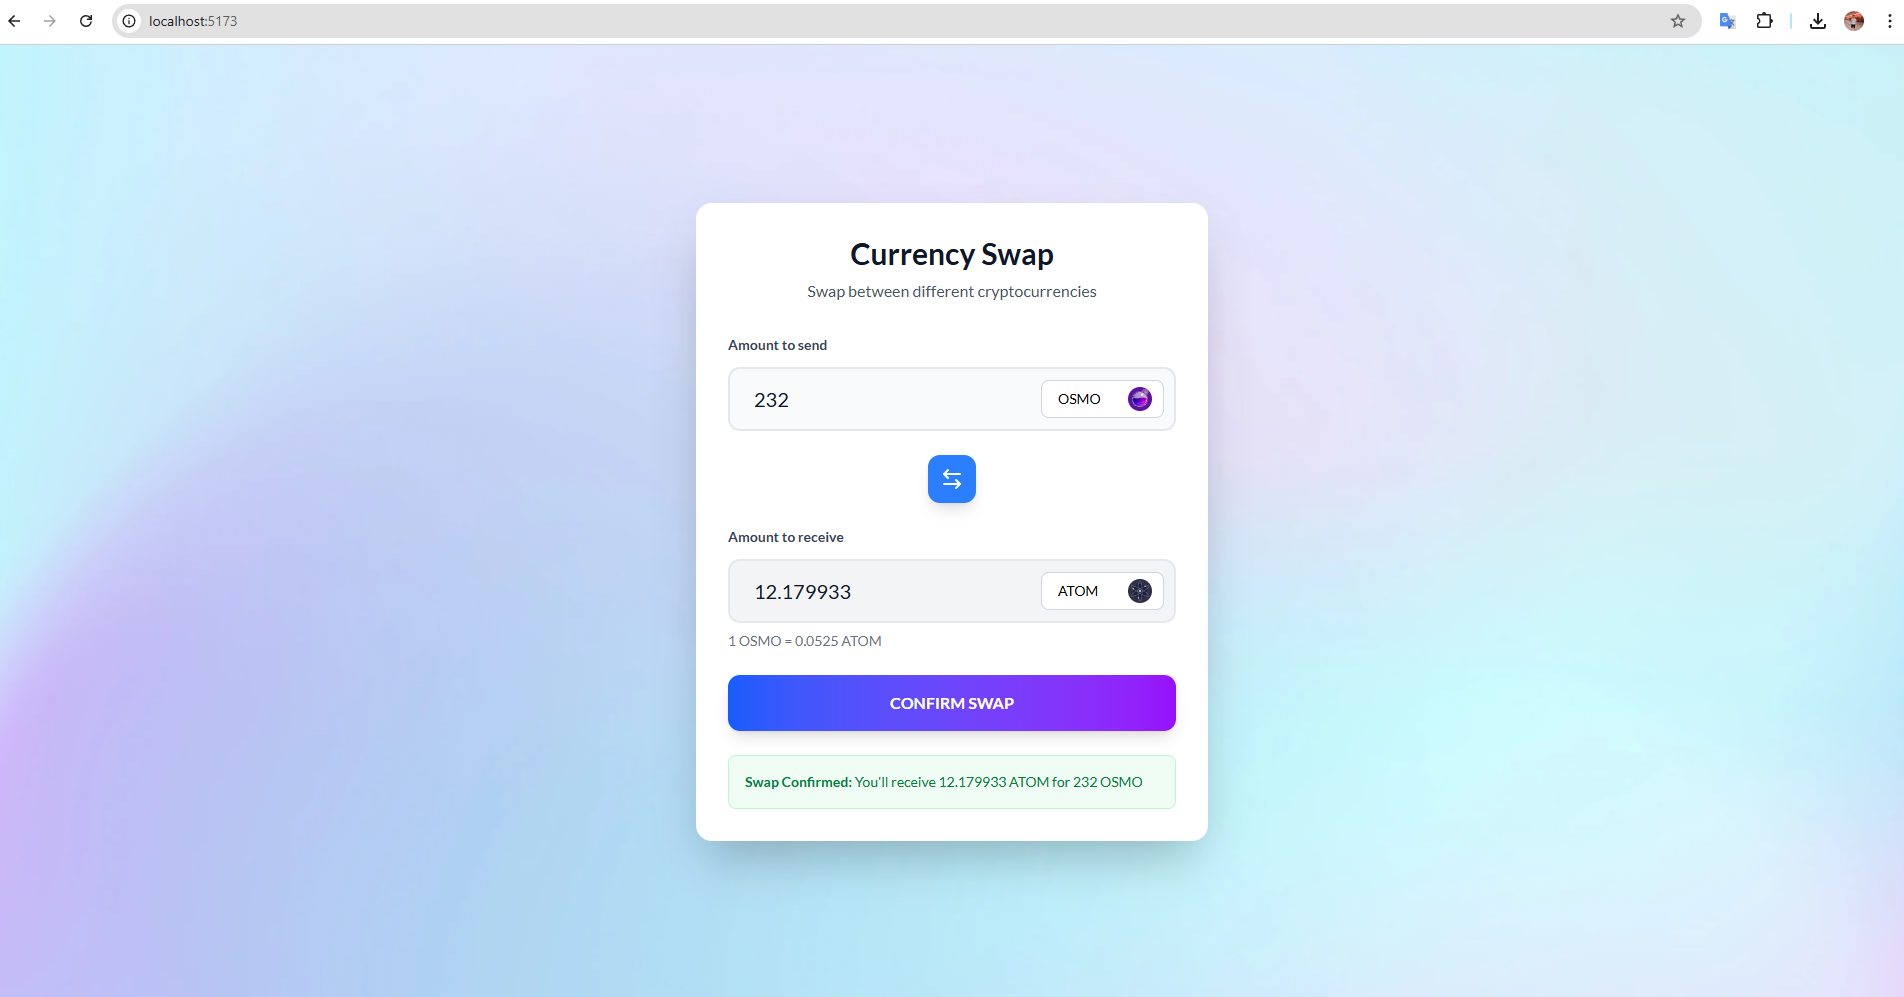 localhost:5173
Currency Swap
Swap between different cryptocurrencies
Amount to send
232
OSMO
Amount to receive
12.179933
ATOM
1 OSMO = 0.0525 ATOM
CONFIRM SWAP
Swap Confirmed: You'll receive 12.179933 ATOM for 232 OSMO